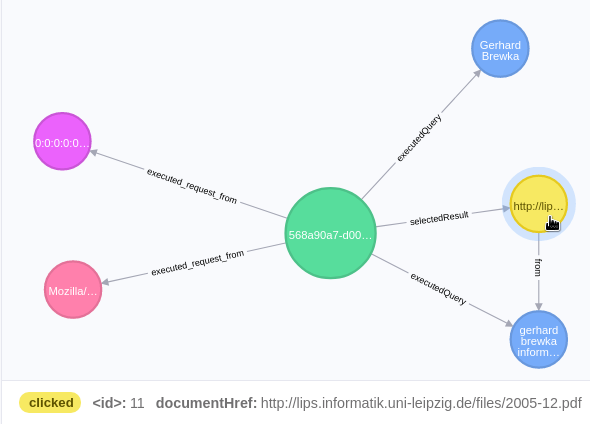 Gerhard
Brewka
0:0:0:0:0…
executed_request_from
executedQuery
http://lip…
selectedResult
568a90a7-d00…
executed_request_from
from
Mozilla/…
executedQuery
gerhard
brewka
inform…
clicked <id>: 11 documentHref: http://lips.informatik.uni-leipzig.de/files/2005-12.pdf